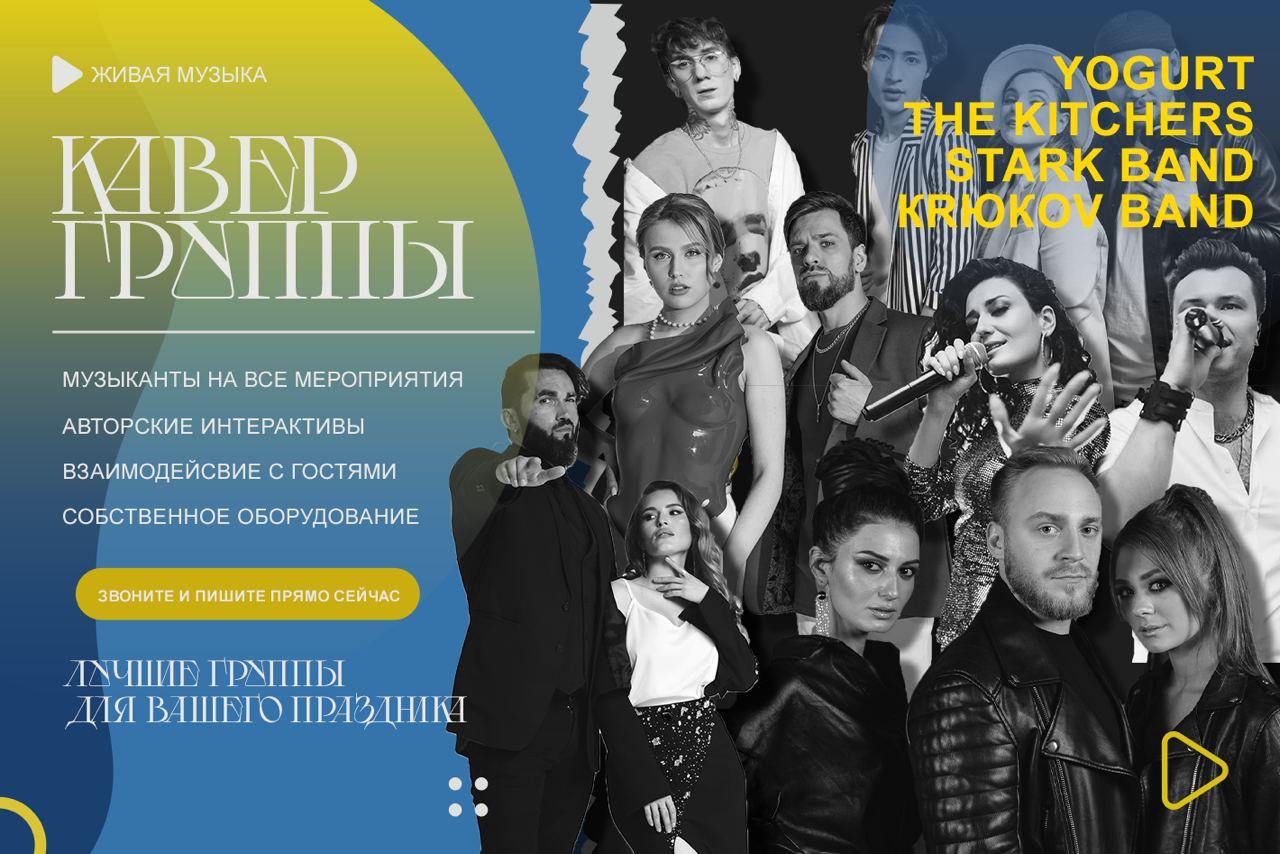 ЖИВАЯ МУЗЫКА
КАВЕР
ГРУППЫ
МУЗЫКАНТЫ НА ВСЕ МЕРОПРИЯТИЯ
АВТОРСКИЕ ИНТЕРАКТИВЫ
ВЗАИМОДЕЙСВИЕ С ГОСТЯМИ
СОБСТВЕННОЕ ОБОРУДОВАНИЕ
ЗВОНИТЕ И ПИШИТЕ ПРЯМО СЕЙЧАС
ЛУЧШИЕ ГРУППЫ
ДЛЯ ВАШЕГО ПРАЗДНИКА
YOGURT
THE KITCHERS
STARK BAND
KRЮKOV BAND